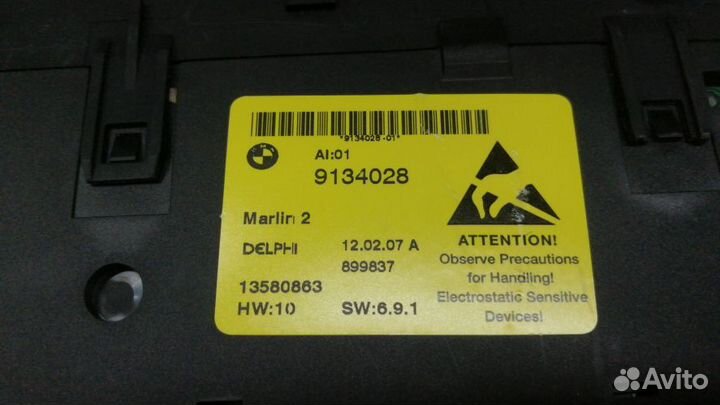 *9134028-01*
AI:01
9134028
Marlin 2
DELPHI
12.02.07 A
899837
13580863
HW:10
SW:6.9.1
ATTENTION!
Observe Precautions
for Handling!
Electrostatic Sensitive
Devices!
Avito